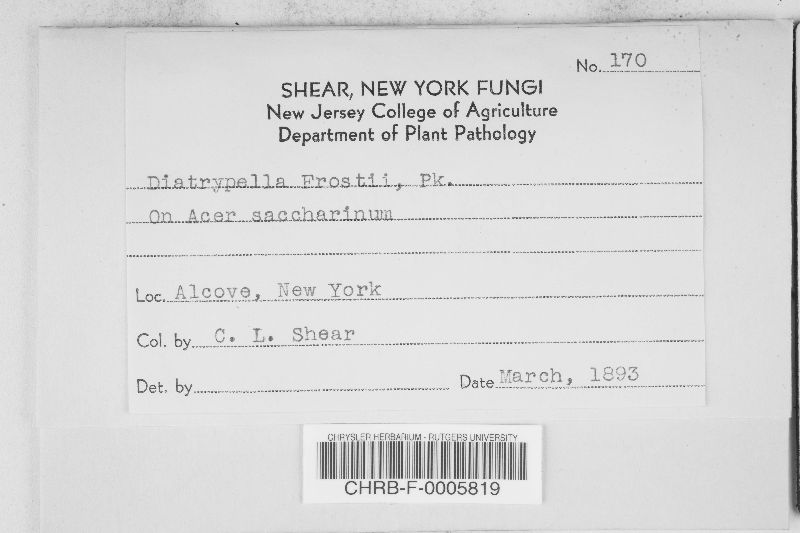 No. 170
SHEAR, NEW YORK FUNGI
New Jersey College of Agriculture
Department of Plant Pathology
Diatrypella Frostii, Pk.
On Acer saccharinum
Loc. Alcove, New York
Col. by C. L. Shear
Det. by Date March, 1893
CHRYSLER HERBARIUM - RUTGERS UNIVERSITY
CHRB-F-0005819